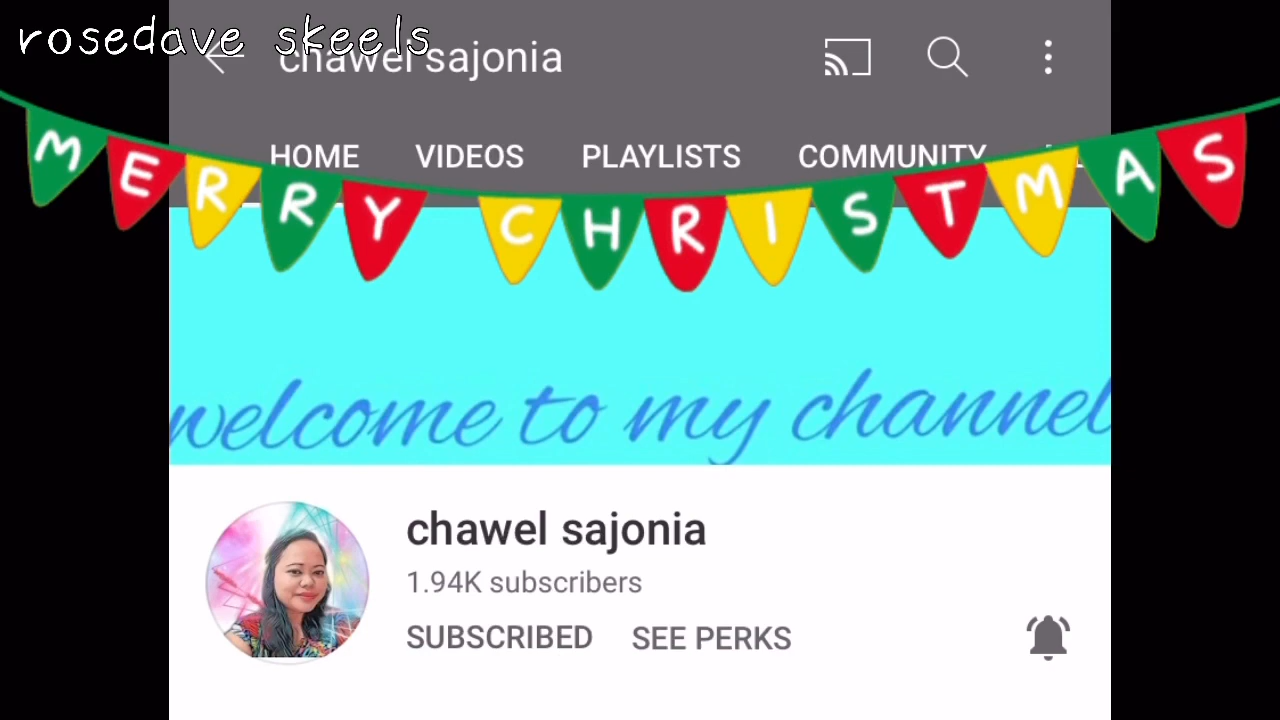 rosedave skeels
chawel sajonia
HOME VIDEOS PLAYLISTS COMMUNITY
MERRY CHRISTMAS
welcome to my channel
chawel sajonia
1.94K subscribers
SUBSCRIBED SEE PERKS